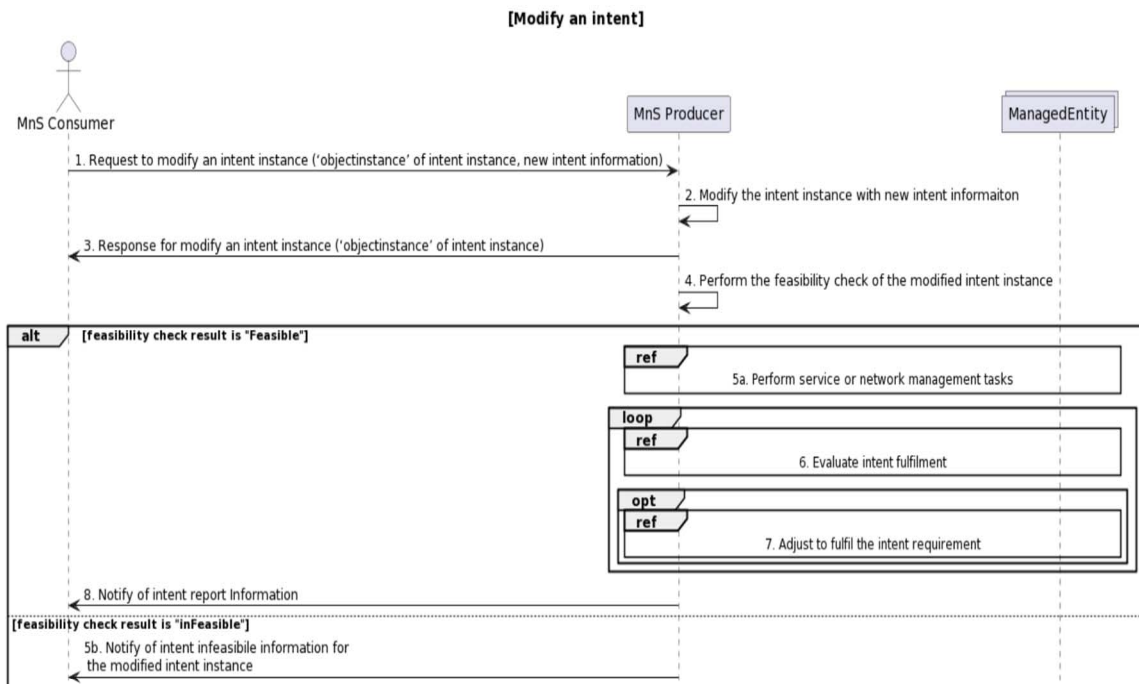 [Modify an intent]
MnS Consumer
MnS Producer
ManagedEntity
1. Request to modify an intent instance (‘objectinstance’ of intent instance, new intent information)
2. Modify the intent instance with new intent informaiton
3. Response for modify an intent instance (‘objectinstance’ of intent instance)
4. Perform the feasibility check of the modified intent instance
alt [feasibility check result is "Feasible"]
ref
5a. Perform service or network management tasks
loop
ref
6. Evaluate intent fulfilment
opt
ref
7. Adjust to fulfil the intent requirement
8. Notify of intent report Information
[feasibility check result is "inFeasible"]
5b. Notify of intent infeasibile information for
the modified intent instance